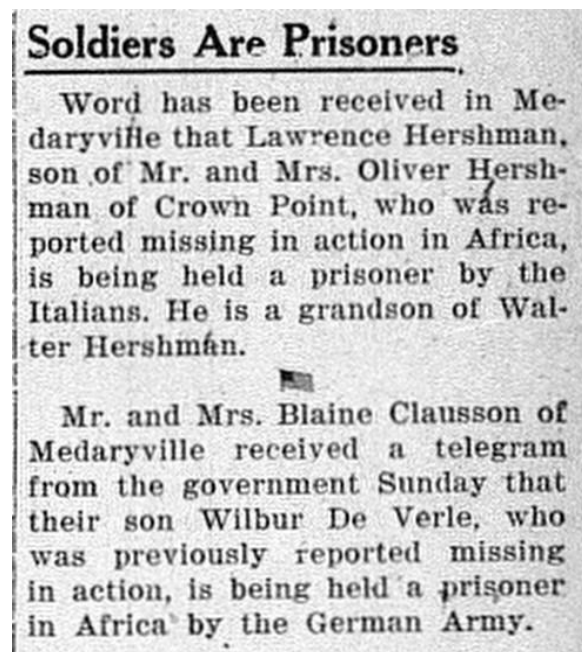 Soldiers Are Prisoners
Word has been received in Me-
daryville that Lawrence Hershman,
son of Mr. and Mrs. Oliver Hersh-
man of Crown Point, who was re-
ported missing in action in Africa,
is being held a prisoner by the
Italians. He is a grandson of Wal-
ter Hershman.
Mr. and Mrs. Blaine Clausson of
Medaryville received a telegram
from the government Sunday that
their son Wilbur De Verle, who
was previously reported missing
in action, is being held a prisoner
in Africa by the German Army.